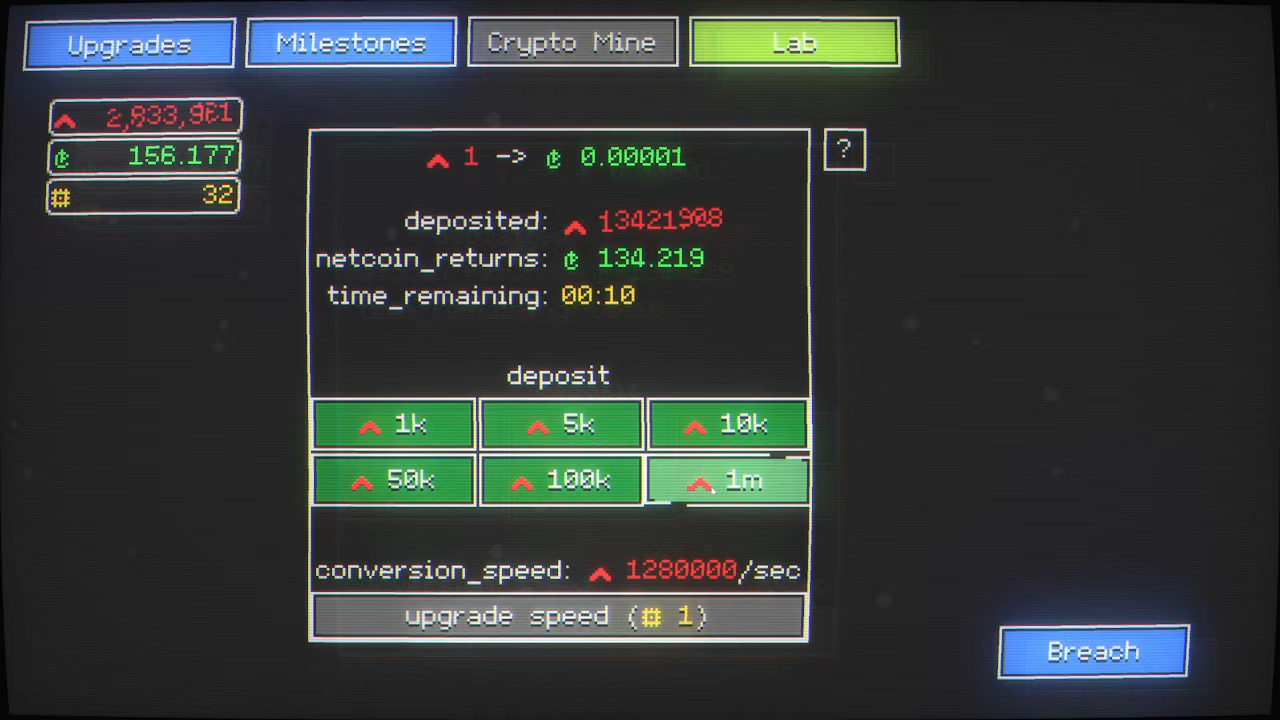 Upgrades
Milestones
Crypto Mine
Lab
2,833,961
156.177
32
1 -> 0.00001
?
deposited: 13421908
netcoin_returns: 134.219
time_remaining: 00:10
deposit
1k
5k
10k
50k
100k
1m
conversion_speed: 1280000/sec
upgrade speed ( 1)
Breach